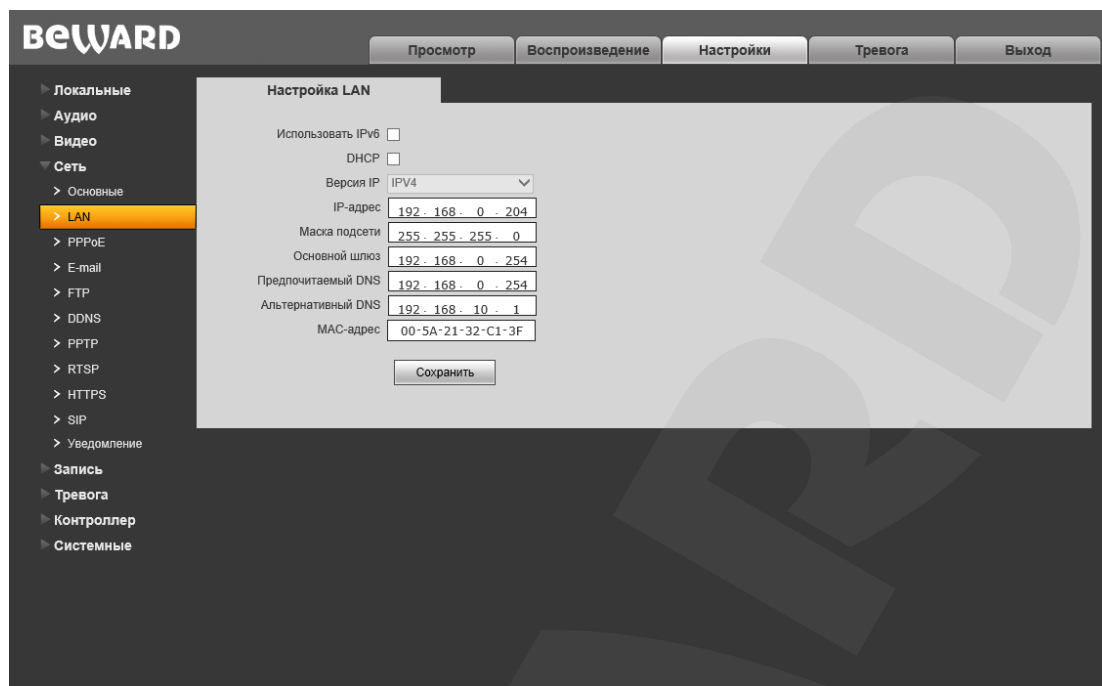 BEWARD
Просмотр
Воспроизведение
Настройки
Тревога
Выход
Локальные
Аудио
Видео
Сеть
Основные
LAN
PPPoE
E-mail
FTP
DDNS
PPTP
RTSP
HTTPS
SIP
Уведомление
Запись
Тревога
Контроллер
Системные
Настройка LAN
Использовать IPv6
DHCP
Версия IP IPV4
IP-адрес 192 . 168 . 0 . 204
Маска подсети 255 . 255 . 255 . 0
Основной шлюз 192 . 168 . 0 . 254
Предпочитаемый DNS 192 . 168 . 0 . 254
Альтернативный DNS 192 . 168 . 10 . 1
MAC-адрес 00-5A-21-32-C1-3F
Сохранить